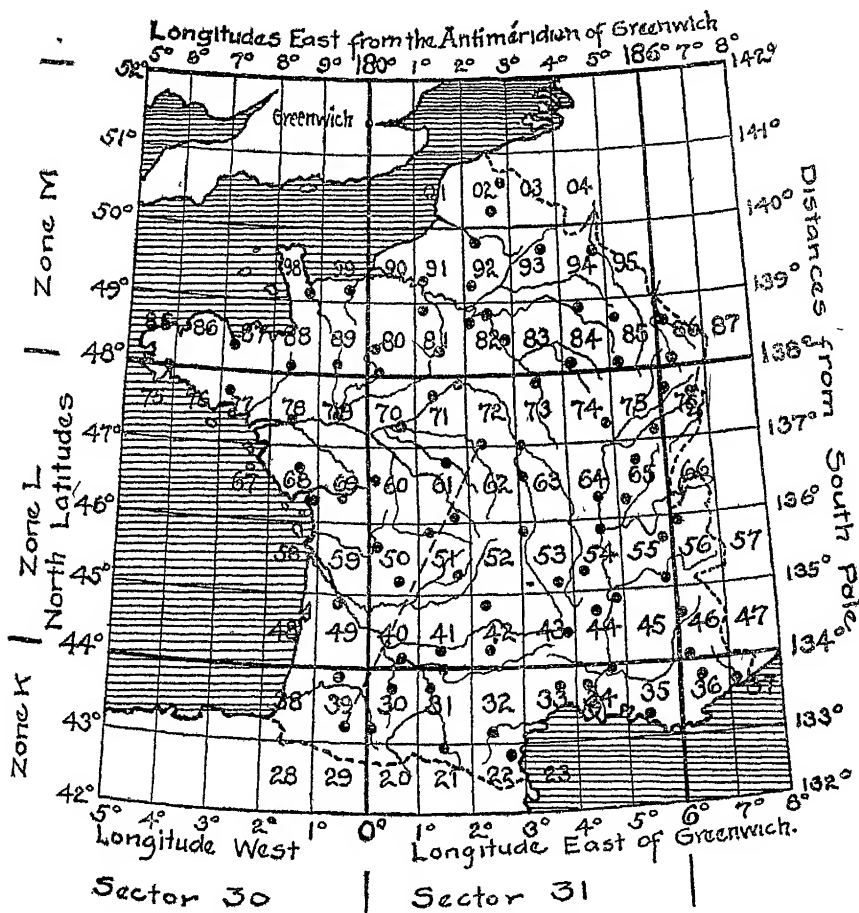 Longitudes East from the Antiméridian of Greenwich
5° 6° 7° 8° 9° 180° 1° 2° 3° 4° 5° 186° 7° 8°
52° 142°
Greenwich
51° 141°
01 02 03 04
50° 140°
98 99 90 91 92 93 94 95
49° 139°
85 86 87 88 89 80 81 82 83 84 85 86 87
48° 138°
75 76 77 78 79 70 71 72 73 74 75 76
47° 137°
67 68 69 60 61 62 63 64 65 66
46° 136°
58 59 50 51 52 53 54 55 56 57
45° 135°
48 49 40 41 42 43 44 45 46 47
44° 134°
38 39 30 31 32 33 34 35 36 37
43° 133°
28 29 20 21 22 23
42° 132°
5° 4° 3° 2° 1° 0° 1° 2° 3° 4° 5° 6° 7° 8°
Longitude West
Longitude East of Greenwich.
Sector 30
Sector 31
Zone M
Zone L
Zone K
North Latitudes
Distances from South Pole